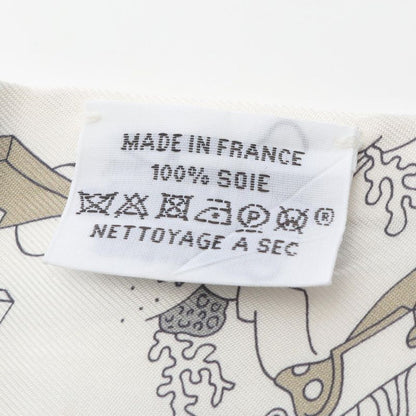 MADE IN FRANCE
100% SOIE
P ®
NETTOYAGE A SEC